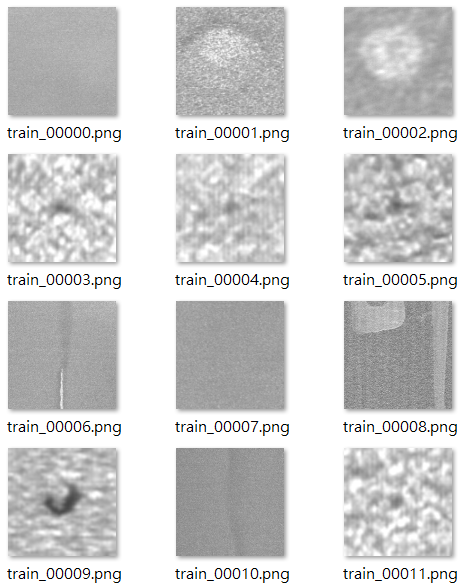 train_00000.png train_00001.png train_00002.png
train_00003.png train_00004.png train_00005.png
train_00006.png train_00007.png train_00008.png
train_00009.png train_00010.png train_00011.png